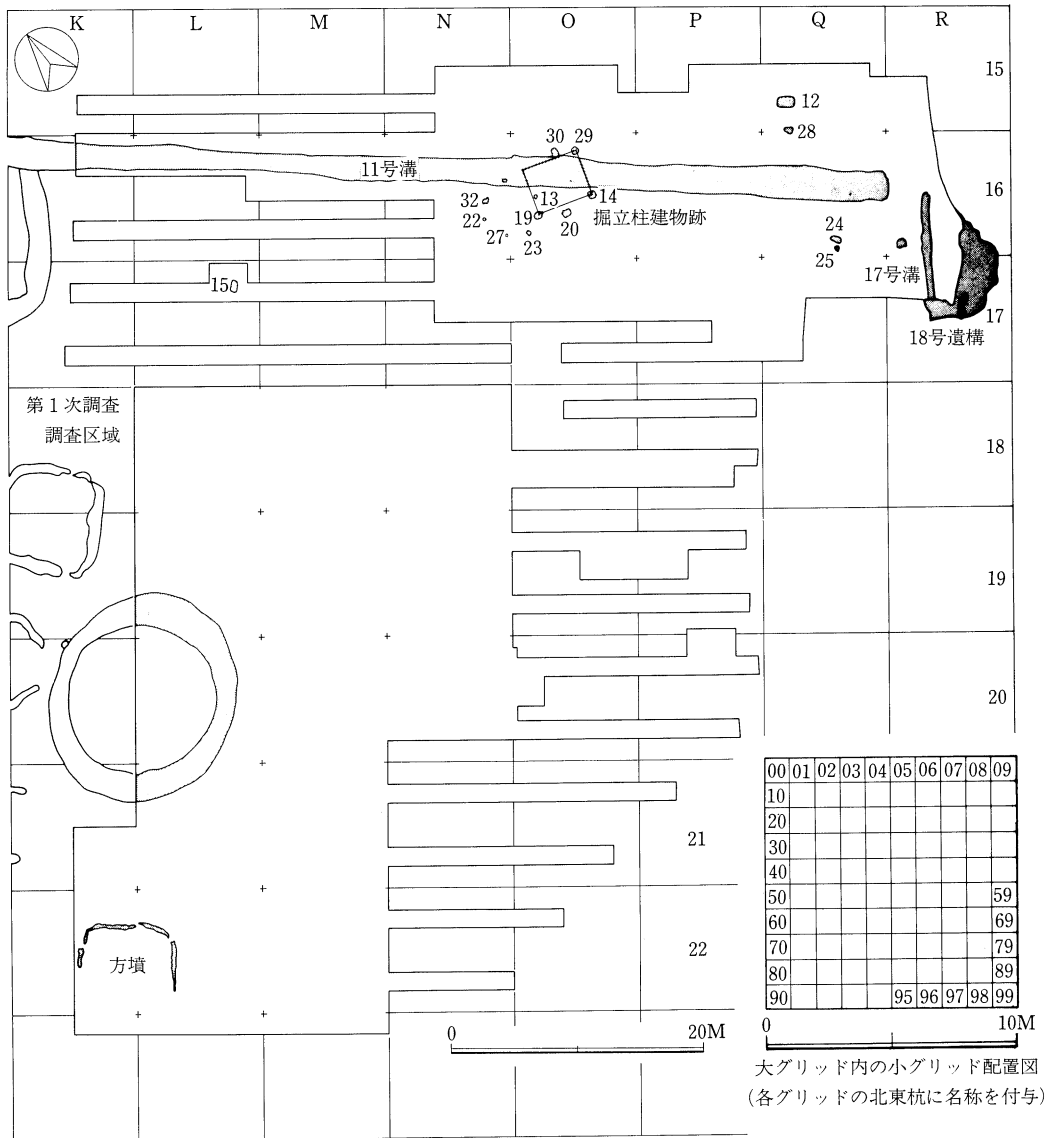 K L M N O P Q R
15
12
28
30 29
11号溝
16
32 13 14
22 19 20 掘立柱建物跡
27 23
24
25 17号溝
15
17
18号遺構
第1次調査
調査区域
18
19
20
21
22
方墳
0 20M
00 01 02 03 04 05 06 07 08 09
10
20
30
40
50 59
60 69
70 79
80 89
90 95 96 97 98 99
0 10M
大グリッド内の小グリッド配置図
(各グリッドの北東杭に名称を付与)